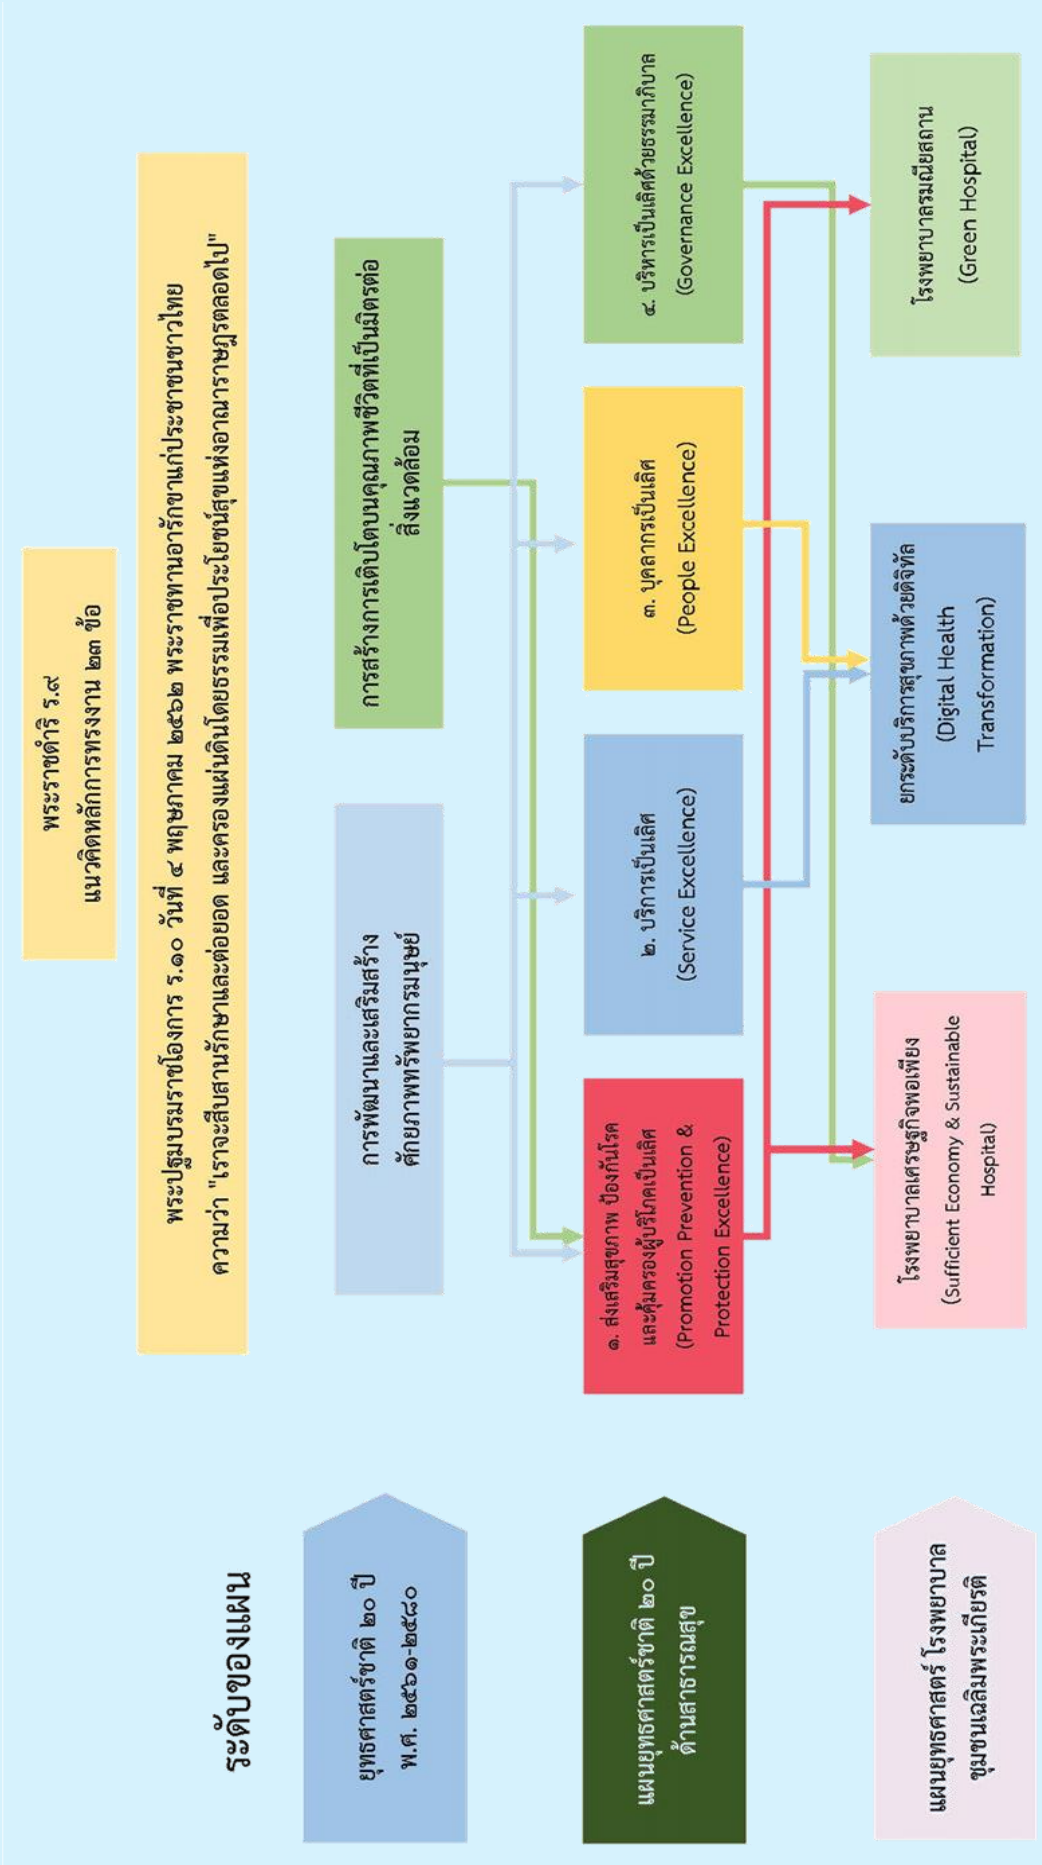 พระราชดำริ ร.๙
แนวคิดหลักการทรงงาน ๒๓ ข้อ
พระปฐมบรมราชโองการ ร.๑๐ วันที่ ๔ พฤษภาคม ๒๕๖๒ พระราชทานอารักขาแก่ประชาชนชาวไทย
ความว่า "เราจะสืบสานรักษาและต่อยอด และครองแผ่นดินโดยธรรมเพื่อประโยชน์สุขแห่งอาณาราษฎรตลอดไป"
ระดับของแผน
ยุทธศาสตร์ชาติ ๒๐ ปี
พ.ศ. ๒๕๖๑-๒๕๘๐
การพัฒนาและเสริมสร้าง
ศักยภาพทรัพยากรมนุษย์
การสร้างการเติบโตบนคุณภาพชีวิตที่เป็นมิตรต่อ
สิ่งแวดล้อม
แผนยุทธศาสตร์ชาติ ๒๐ ปี
ด้านสาธารณสุข
๑. ส่งเสริมสุขภาพ ป้องกันโรค
และคุ้มครองผู้บริโภคเป็นเลิศ
(Promotion Prevention &
Protection Excellence)
๒. บริการเป็นเลิศ
(Service Excellence)
๓. บุคลากรเป็นเลิศ
(People Excellence)
๔. บริหารเป็นเลิศด้วยธรรมาภิบาล
(Governance Excellence)
แผนยุทธศาสตร์ โรงพยาบาล
ชุมชนเฉลิมพระเกียรติ
โรงพยาบาลเศรษฐกิจพอเพียง
(Sufficient Economy & Sustainable
Hospital)
ยกระดับบริการสุขภาพด้วยดิจิทัล
(Digital Health
Transformation)
โรงพยาบาลรมณียสถาน
(Green Hospital)